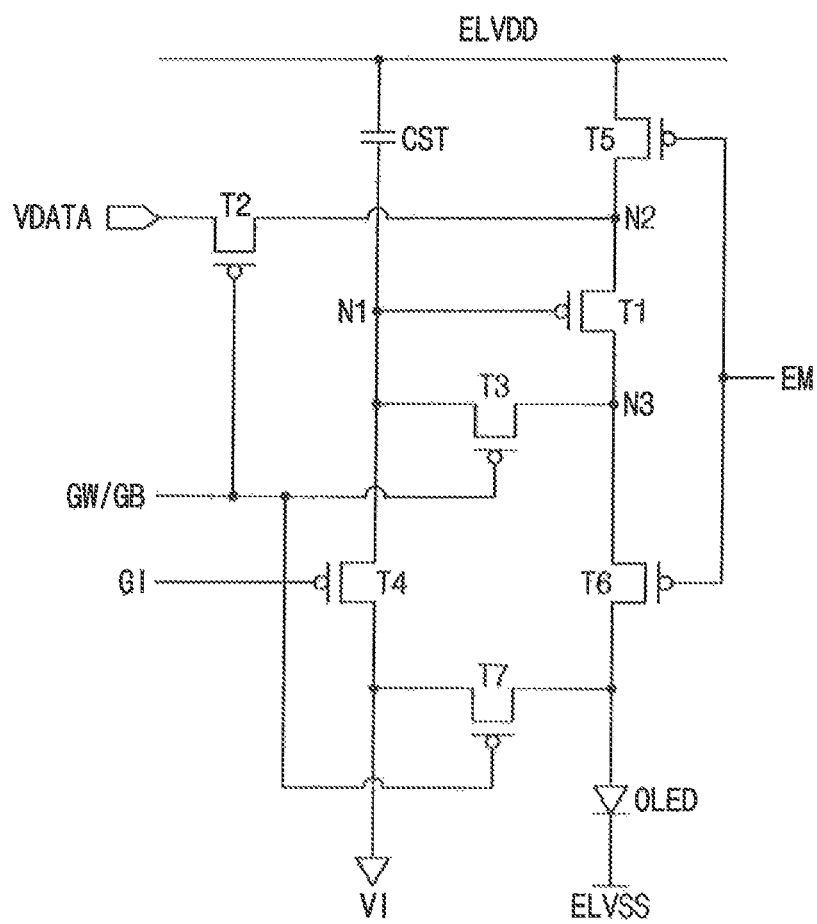 ELVDD
CST
T5
VDATA
T2
N2
N1
T1
T3
EM
N3
GW/GB
GI
T4
T6
T7
OLED
VI
ELVSS